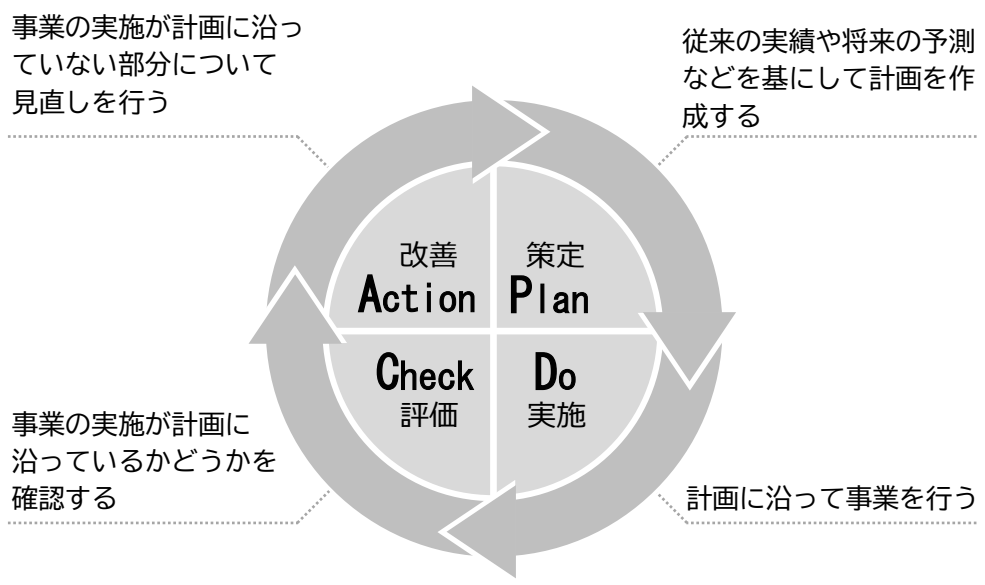 事業の実施が計画に沿っ
ていない部分について
見直しを行う
従来の実績や将来の予測
などを基にして計画を作
成する
改善
Action
策定
Plan
Check
評価
Do
実施
事業の実施が計画に
沿っているかどうかを
確認する
計画に沿って事業を行う